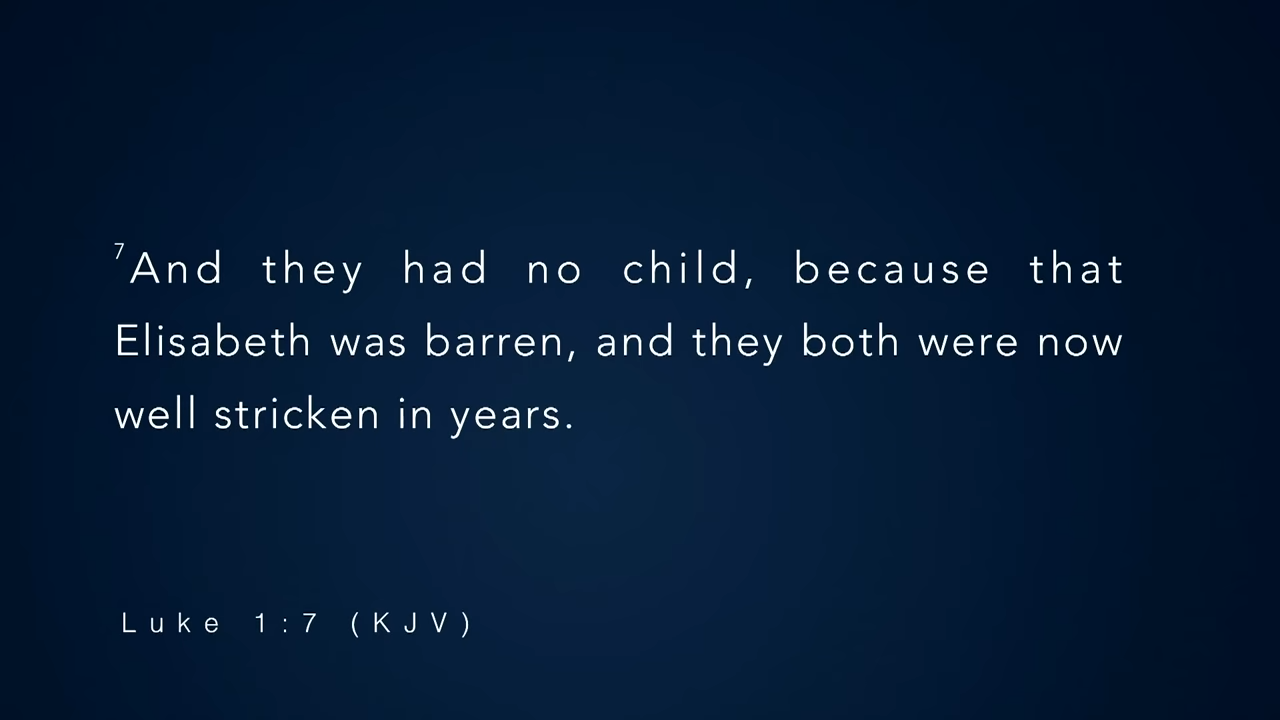 7And they had no child, because that
Elisabeth was barren, and they both were now
well stricken in years.
Luke 1:7 (KJV)